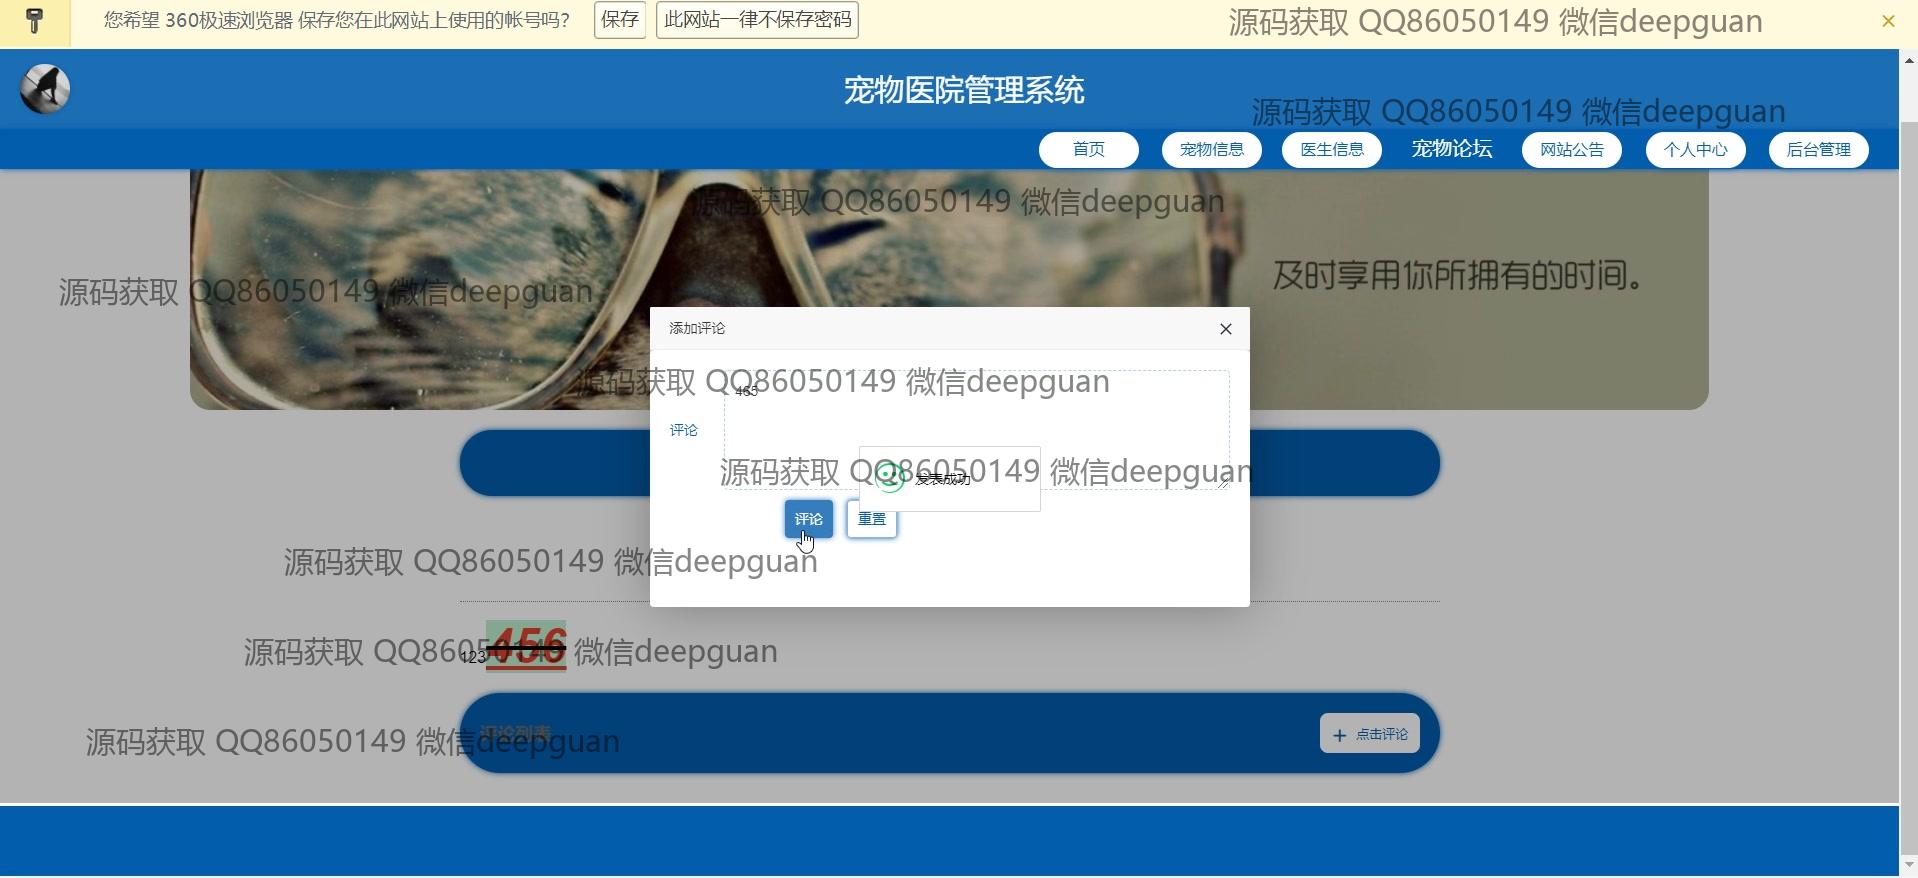 您希望 360极速浏览器 保存您在此网站上使用的帐号吗？ 保存 此网站一律不保存密码
源码获取 QQ86050149 微信deepguan
宠物医院管理系统
源码获取 QQ86050149 微信deepguan
首页 宠物信息 医生信息 宠物论坛 网站公告 个人中心 后台管理
源码获取 QQ86050149 微信deepguan
及时享用你所拥有的时间。
源码获取 QQ86050149 微信deepguan
添加评论
源码获取 QQ86050149 微信deepguan
465
评论
源码获取 QQ86050149 微信deepguan
发表成功
评论 重置
源码获取 QQ86050149 微信deepguan
123456
源码获取 QQ86050149 微信deepguan
评论列表
点击评论
源码获取 QQ86050149 微信deepguan